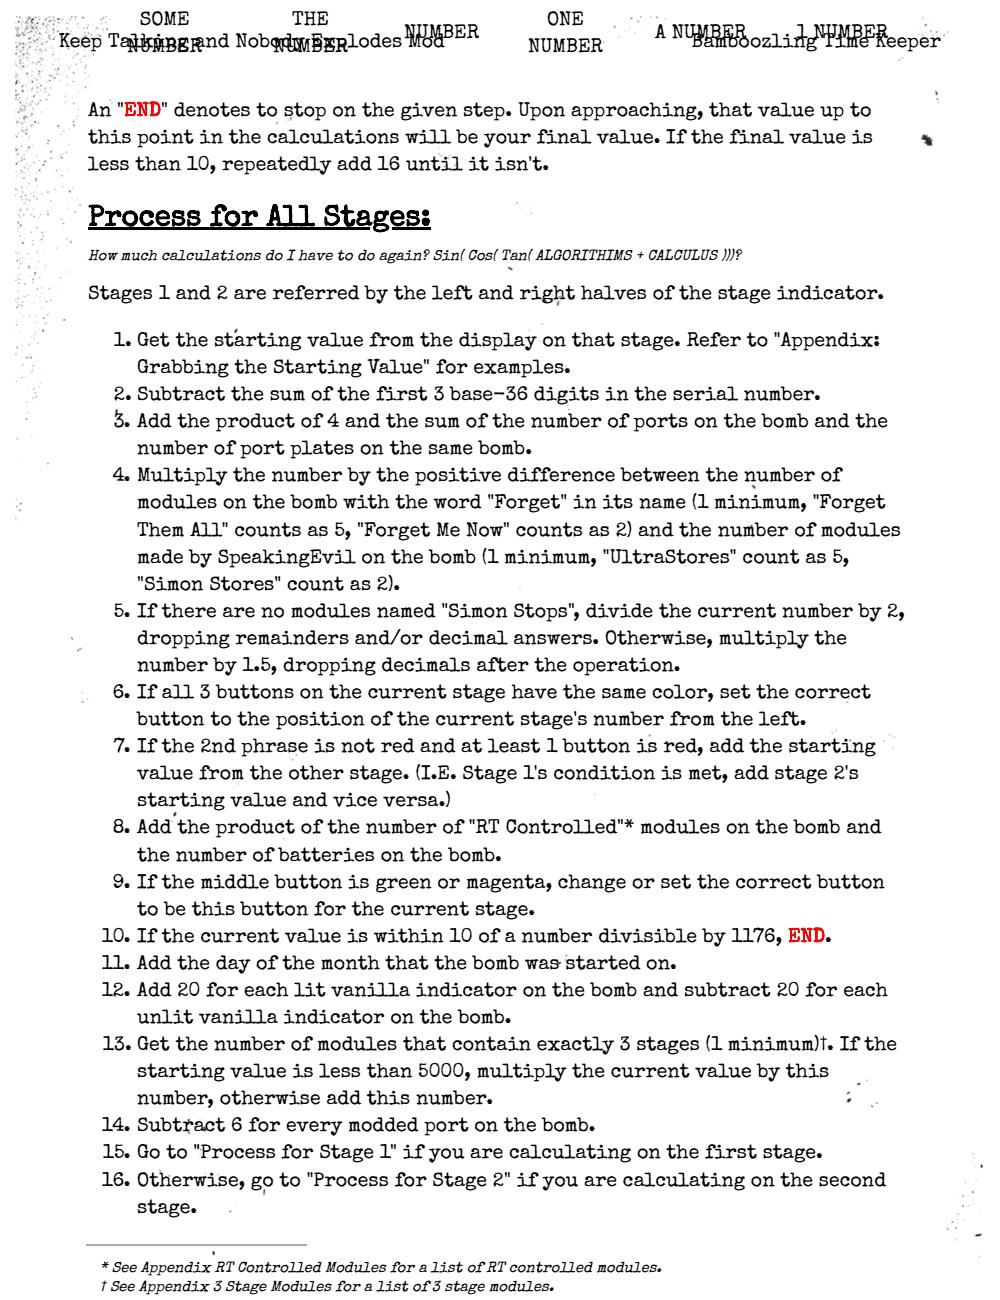 SOME NUMBER
THE NUMBER
NUMBER
ONE NUMBER
A NUMBER
1 NUMBER
Keep Talking and Nobody Explodes Mod
Bamboozling Time Keeper
An "END" denotes to stop on the given step. Upon approaching, that value up to
this point in the calculations will be your final value. If the final value is
less than 10, repeatedly add 16 until it isn't.
Process for All Stages:
How much calculations do I have to do again? Sin( Cos( Tan( ALGORITHIMS + CALCULUS )))?
Stages 1 and 2 are referred by the left and right halves of the stage indicator.
1. Get the starting value from the display on that stage. Refer to "Appendix:
Grabbing the Starting Value" for examples.
2. Subtract the sum of the first 3 base-36 digits in the serial number.
3. Add the product of 4 and the sum of the number of ports on the bomb and the
number of port plates on the same bomb.
4. Multiply the number by the positive difference between the number of
modules on the bomb with the word "Forget" in its name (1 minimum, "Forget
Them All" counts as 5, "Forget Me Now" counts as 2) and the number of modules
made by SpeakingEvil on the bomb (1 minimum, "UltraStores" count as 5,
"Simon Stores" count as 2).
5. If there are no modules named "Simon Stops", divide the current number by 2,
dropping remainders and/or decimal answers. Otherwise, multiply the
number by 1.5, dropping decimals after the operation.
6. If all 3 buttons on the current stage have the same color, set the correct
button to the position of the current stage's number from the left.
7. If the 2nd phrase is not red and at least 1 button is red, add the starting
value from the other stage. (I.E. Stage 1's condition is met, add stage 2's
starting value and vice versa.)
8. Add the product of the number of "RT Controlled"* modules on the bomb and
the number of batteries on the bomb.
9. If the middle button is green or magenta, change or set the correct button
to be this button for the current stage.
10. If the current value is within 10 of a number divisible by 1176, END.
11. Add the day of the month that the bomb was started on.
12. Add 20 for each lit vanilla indicator on the bomb and subtract 20 for each
unlit vanilla indicator on the bomb.
13. Get the number of modules that contain exactly 3 stages (1 minimum)†. If the
starting value is less than 5000, multiply the current value by this
number, otherwise add this number.
14. Subtract 6 for every modded port on the bomb.
15. Go to "Process for Stage 1" if you are calculating on the first stage.
16. Otherwise, go to "Process for Stage 2" if you are calculating on the second
stage.
* See Appendix RT Controlled Modules for a list of RT controlled modules.
† See Appendix 3 Stage Modules for a list of 3 stage modules.